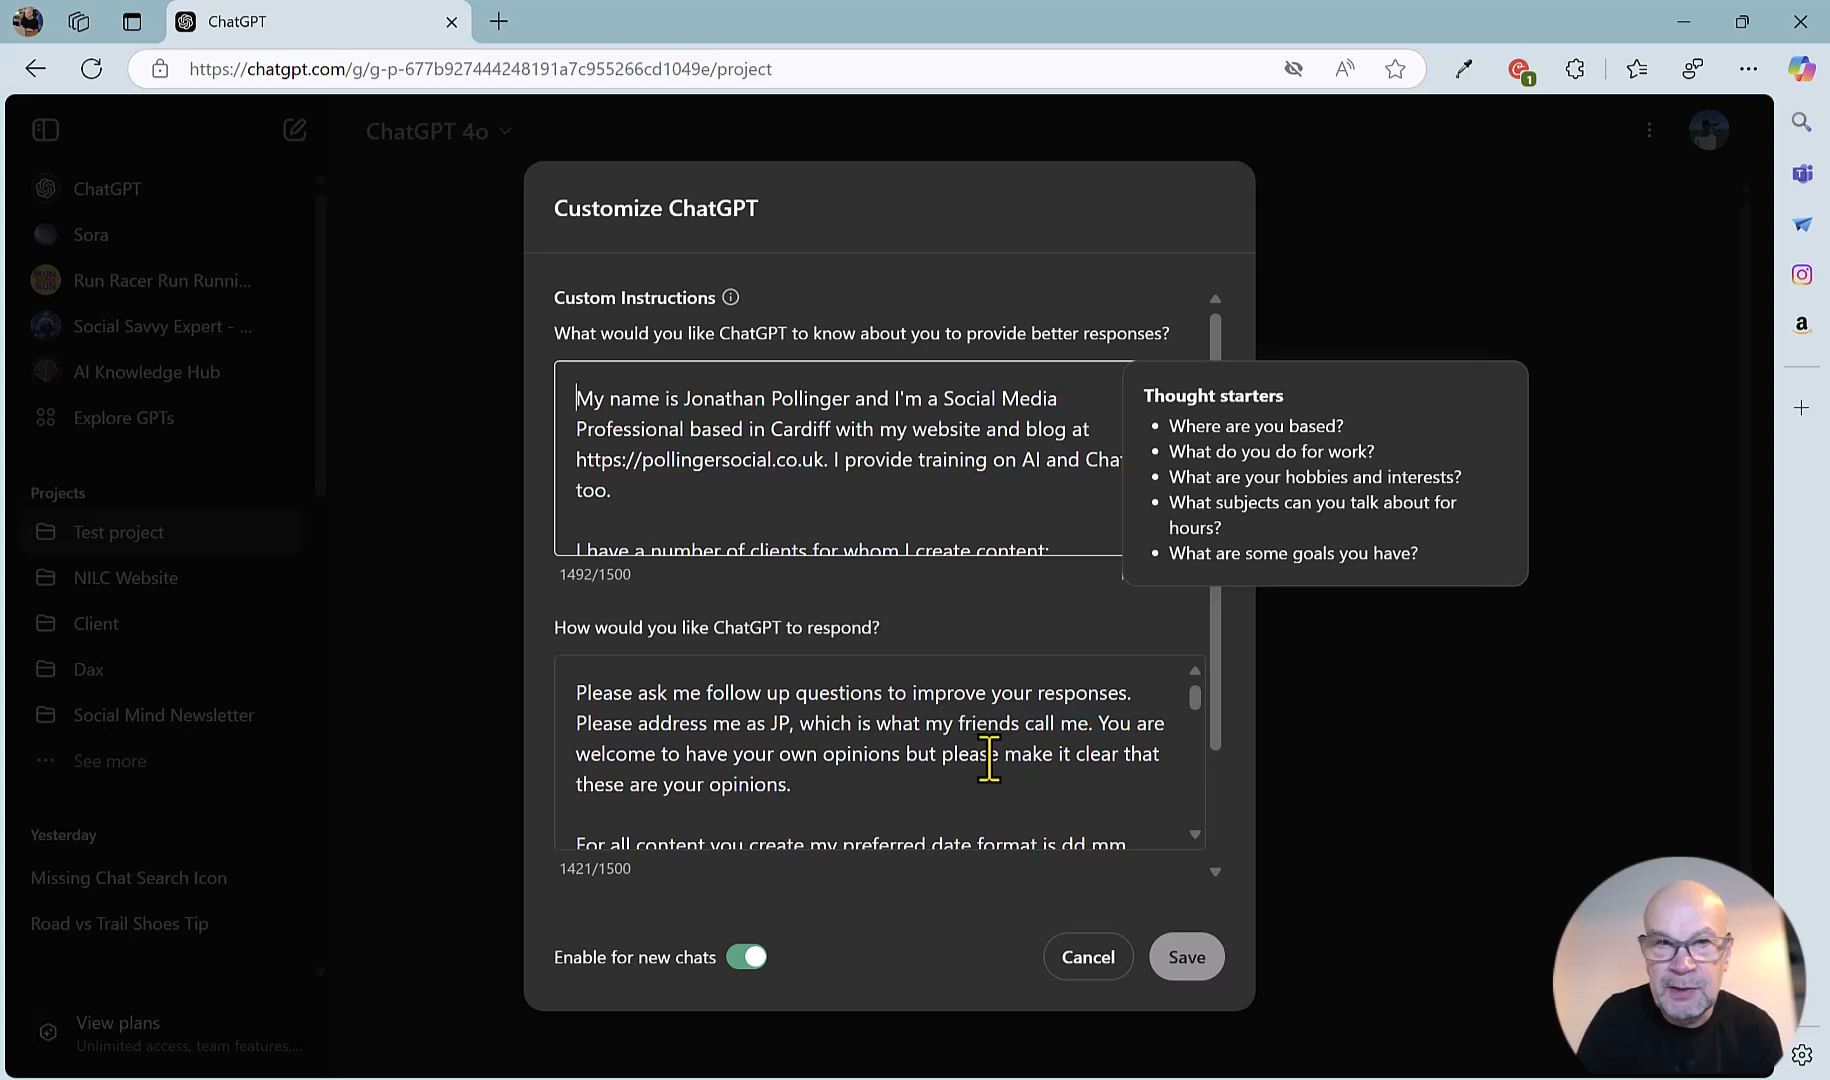 ChatGPT
https://chatgpt.com/g/g-p-677b927444248191a7c955266cd1049e/project
1
ChatGPT 4o
ChatGPT
Sora
Run Racer Run Runni...
Social Savvy Expert - ...
AI Knowledge Hub
Explore GPTs
Projects
Test project
NILC Website
Client
Dax
Social Mind Newsletter
See more
Yesterday
Missing Chat Search Icon
Road vs Trail Shoes Tip
View plans
Unlimited access, team features,...
Customize ChatGPT
Custom Instructions
What would you like ChatGPT to know about you to provide better responses?
My name is Jonathan Pollinger and I'm a Social Media
Professional based in Cardiff with my website and blog at
https://pollingersocial.co.uk. I provide training on AI and Cha
too.
I have a number of clients for whom I create content:
1492/1500
Thought starters
• Where are you based?
• What do you do for work?
• What are your hobbies and interests?
• What subjects can you talk about for
hours?
• What are some goals you have?
How would you like ChatGPT to respond?
Please ask me follow up questions to improve your responses.
Please address me as JP, which is what my friends call me. You are
welcome to have your own opinions but please make it clear that
these are your opinions.
For all content you create my preferred date format is dd mm
1421/1500
Enable for new chats
Cancel
Save